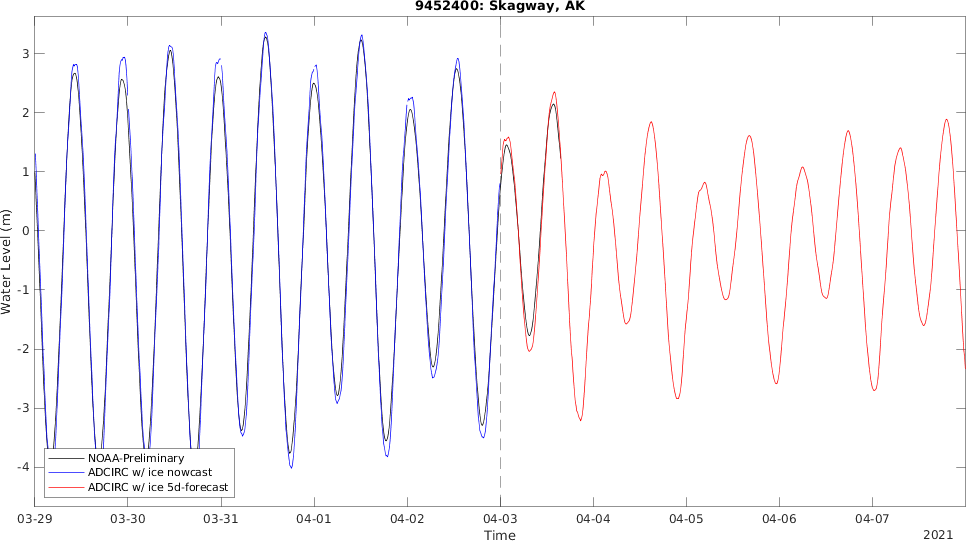 9452400: Skagway, AK
Water Level (m)
3
2
1
0
-1
-2
-3
-4
NOAA-Preliminary
ADCIRC w/ ice nowcast
ADCIRC w/ ice 5d-forecast
03-29 03-30 03-31 04-01 04-02 04-03 04-04 04-05 04-06 04-07
Time
2021